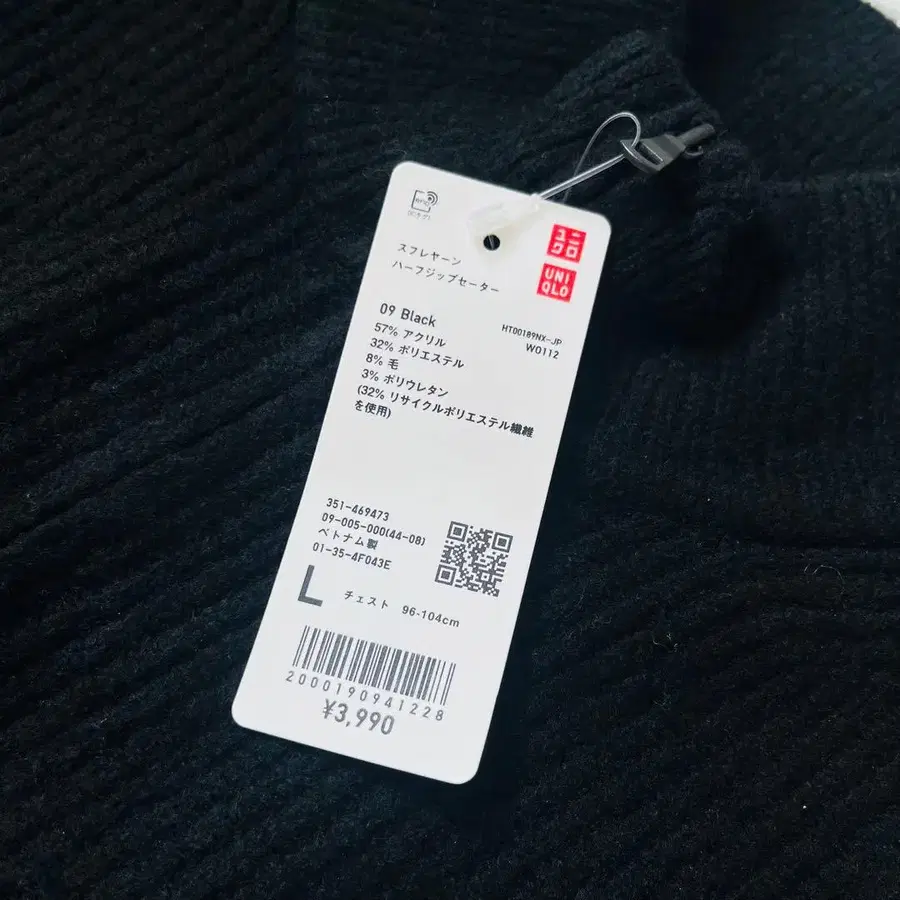 ユニ
クロ
UNI
QLO
スフレヤーン
ハーフジップセーター
09 Black
HT00189NX-JP
W0112
57% アクリル
32% ポリエステル
8% 毛
3% ポリウレタン
(32% リサイクルポリエステル繊維
を使用)
351-469473
09-005-000(44-08)
ベトナム製
01-35-4F043E
L チェスト 96-104cm
2000190941228
¥3,990